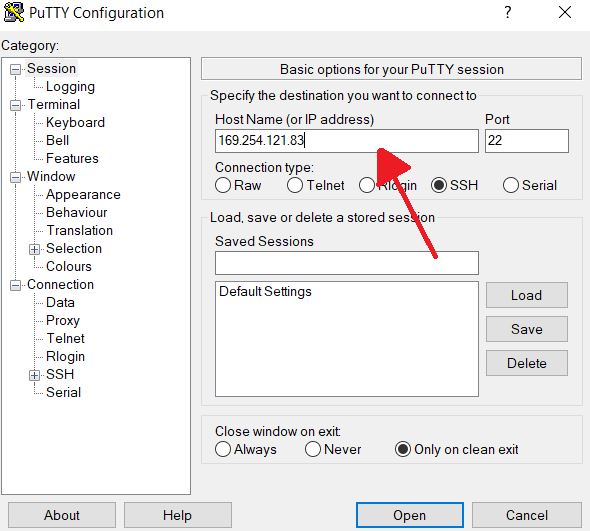 PuTTY Configuration
?
Category:
Session
Logging
Terminal
Keyboard
Bell
Features
Window
Appearance
Behaviour
Translation
Selection
Colours
Connection
Data
Proxy
Telnet
Rlogin
SSH
Serial
Basic options for your PuTTY session
Specify the destination you want to connect to
Host Name (or IP address) Port
169.254.121.83 22
Connection type:
Raw Telnet Rlogin SSH Serial
Load, save or delete a stored session
Saved Sessions
Default Settings
Load
Save
Delete
Close window on exit:
Always Never Only on clean exit
About Help Open Cancel